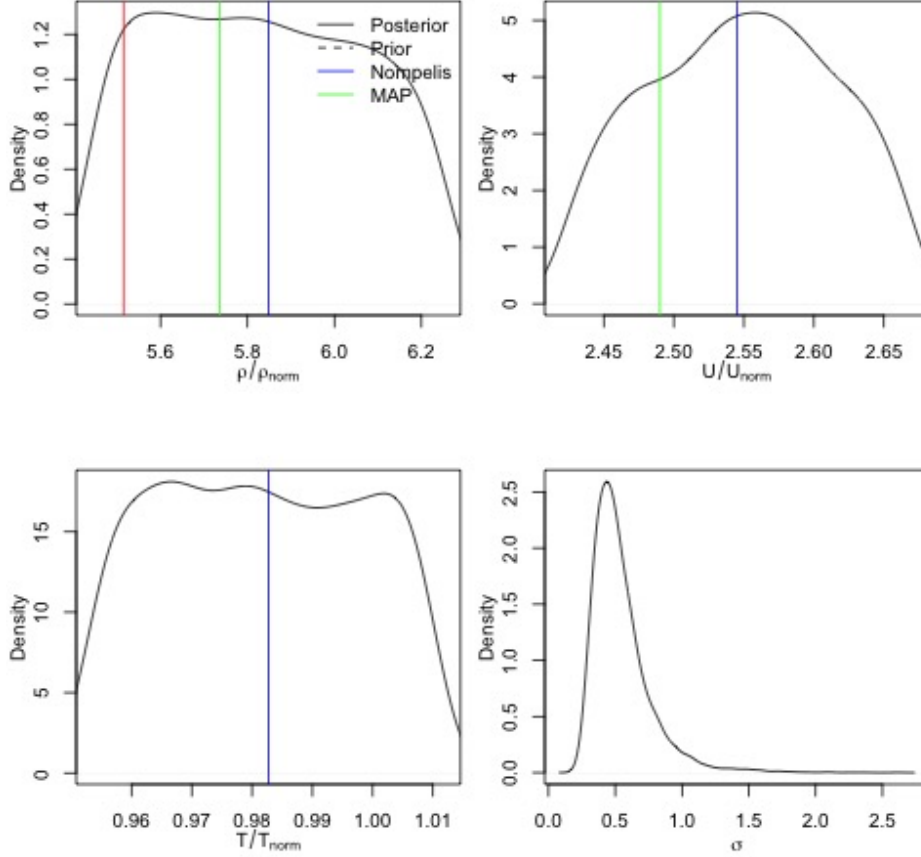 Posterior
Prior
Nompelis
MAP
Density
0.0 0.2 0.4 0.6 0.8 1.0 1.2
5.6 5.8 6.0 6.2
ρ/ρnorm
Density
0 1 2 3 4 5
2.45 2.50 2.55 2.60 2.65
U/Unorm
Density
0 5 10 15
0.96 0.97 0.98 0.99 1.00 1.01
T/Tnorm
Density
0.0 0.5 1.0 1.5 2.0 2.5
0.0 0.5 1.0 1.5 2.0 2.5
σ